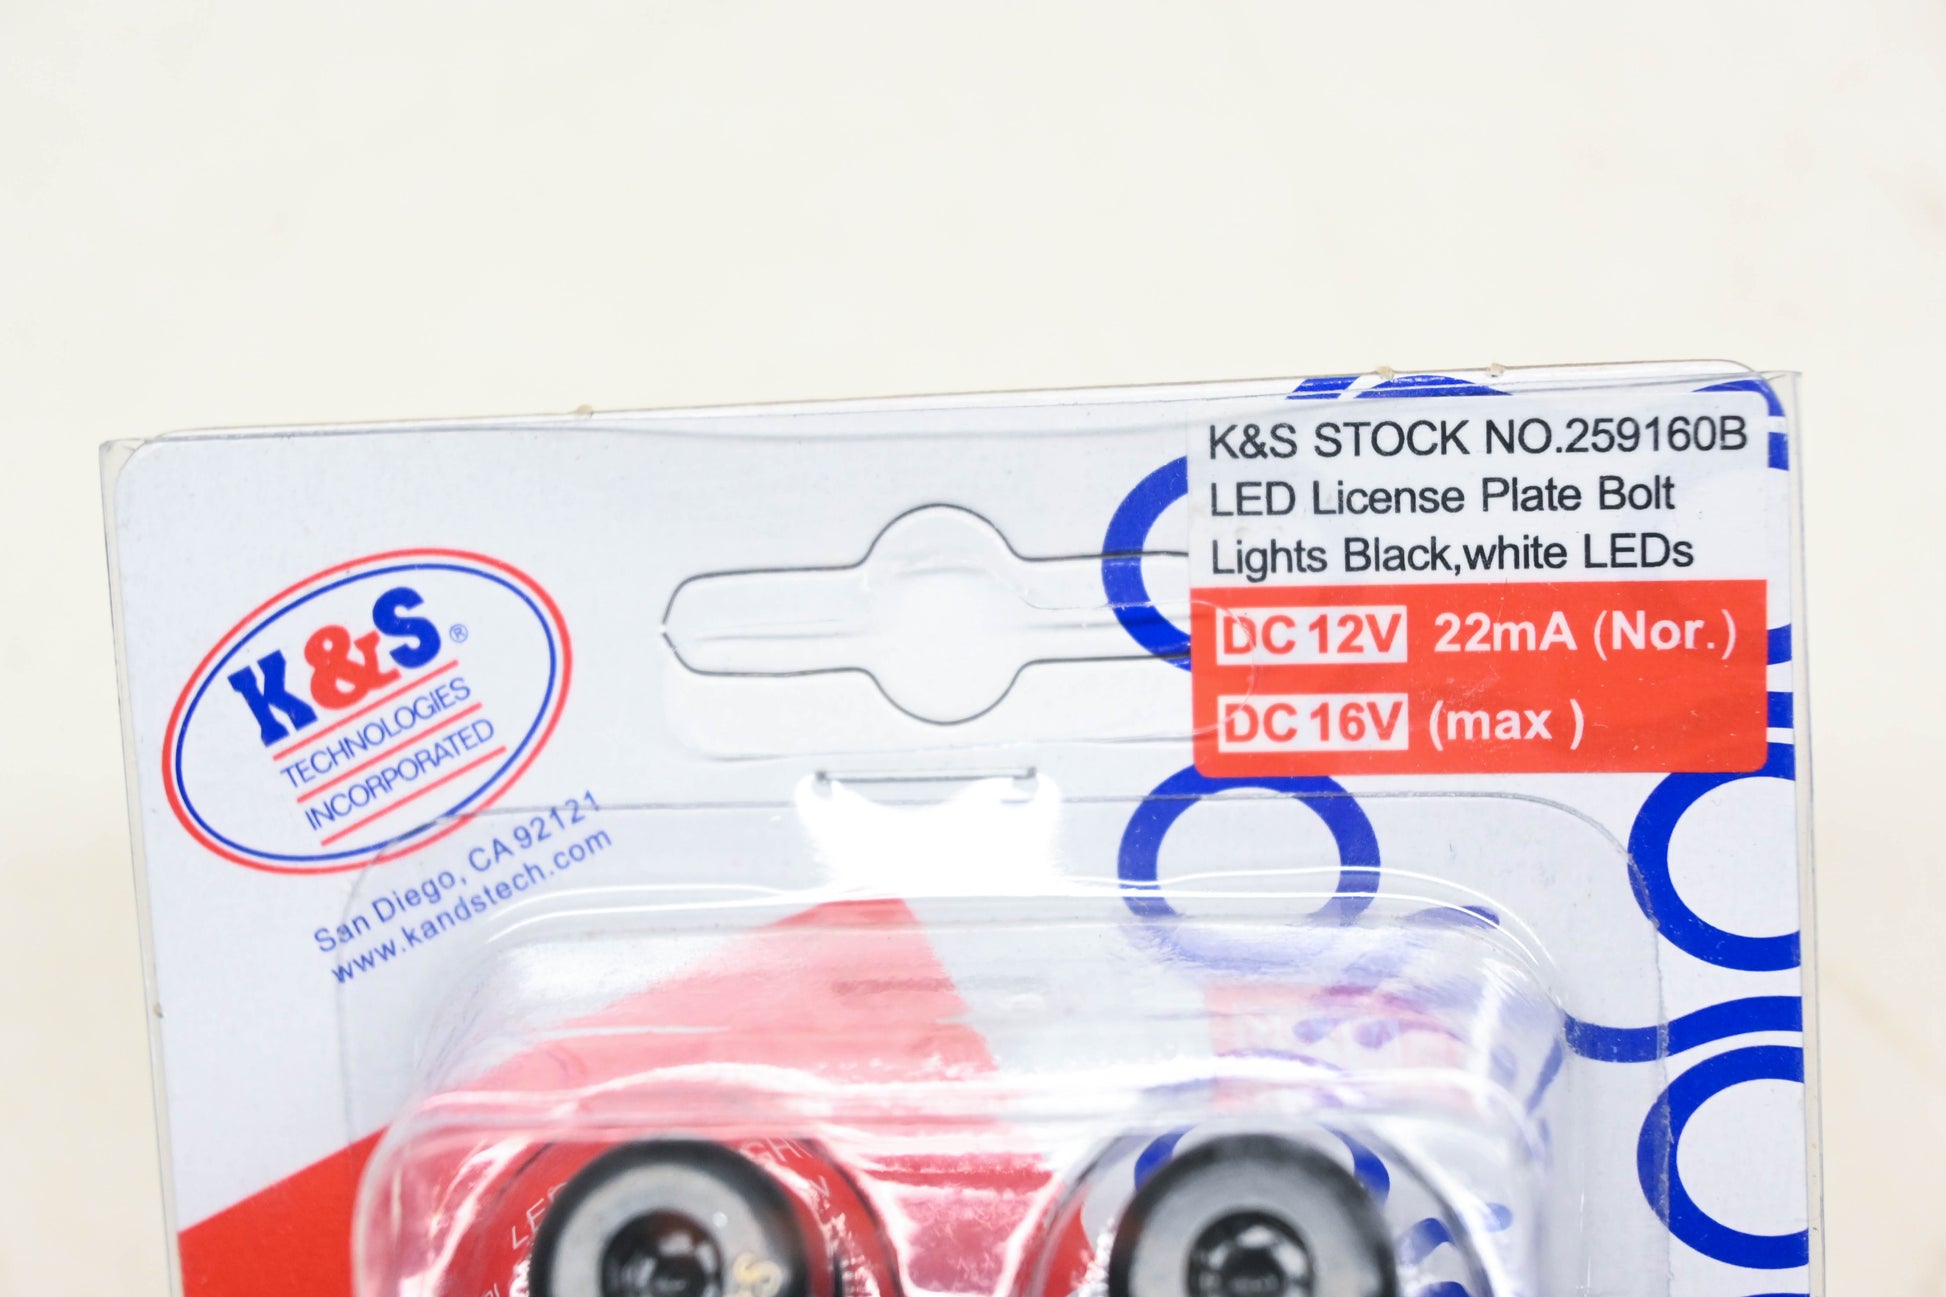 K&S®
TECHNOLOGIES
INCORPORATED
San Diego, CA 92121
www.kandstech.com
K&S STOCK NO.259160B
LED License Plate Bolt
Lights Black,white LEDs
DC 12V 22mA (Nor.)
DC 16V (max )